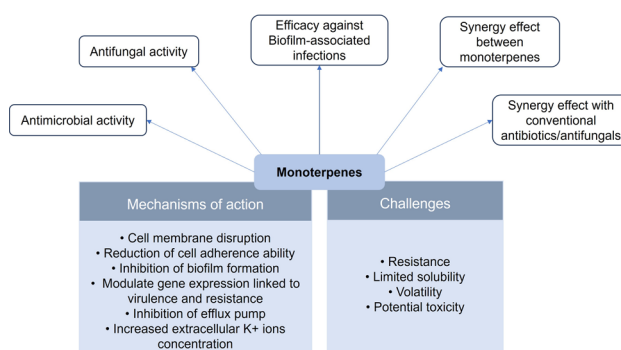 Efficacy against
Biofilm-associated
infections
Synergy effect
between
monoterpenes
Antifungal activity
Antimicrobial activity
Synergy effect with
conventional
antibiotics/antifungals
Monoterpenes
Mechanisms of action
• Cell membrane disruption
• Reduction of cell adherence ability
• Inhibition of biofilm formation
• Modulate gene expression linked to
virulence and resistance
• Inhibition of efflux pump
• Increased extracellular K+ ions
concentration
Challenges
• Resistance
• Limited solubility
• Volatility
• Potential toxicity